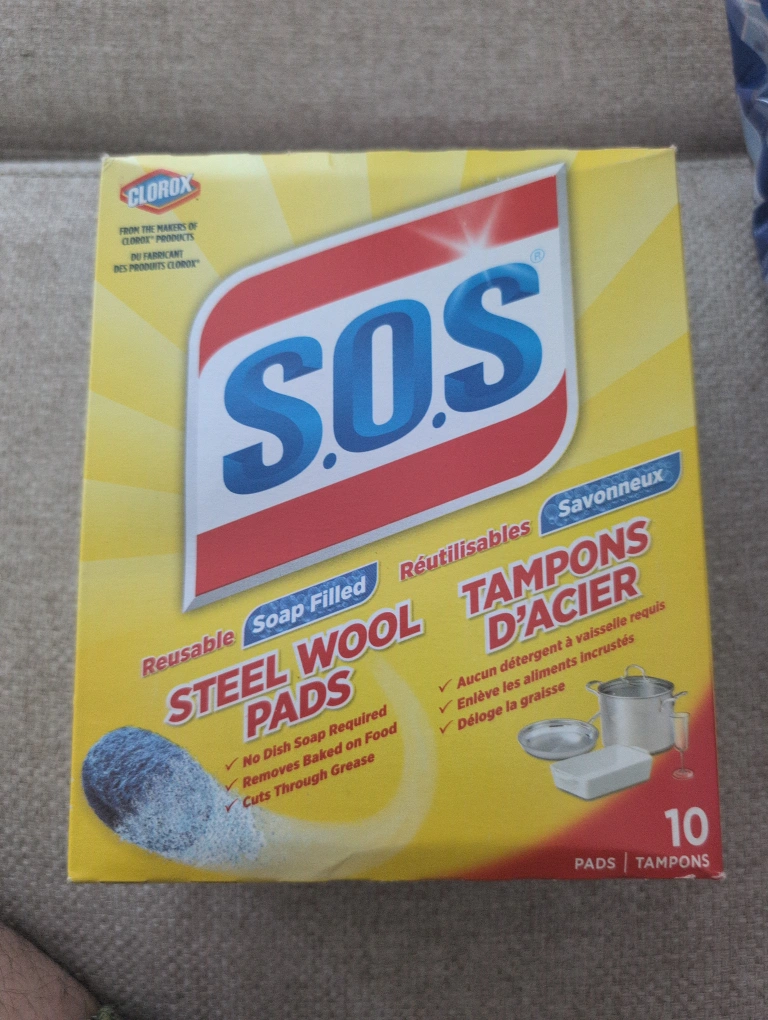 CLOROX
FROM THE MAKERS OF
CLOROX® PRODUCTS
DU FABRICANT
DES PRODUITS CLOROX®
S.O.S®
Reusable Soap Filled
STEEL WOOL
PADS
✓ No Dish Soap Required
✓ Removes Baked on Food
✓ Cuts Through Grease
Réutilisables Savonneux
TAMPONS
D'ACIER
✓ Aucun détergent à vaisselle requis
✓ Enlève les aliments incrustés
✓ Déloge la graisse
10
PADS | TAMPONS